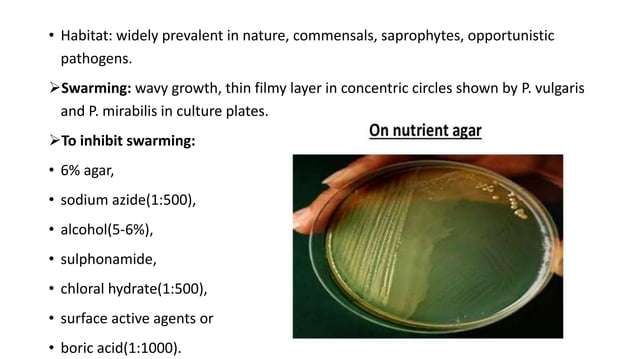 • Habitat: widely prevalent in nature, commensals, saprophytes, opportunistic
pathogens.
➢Swarming: wavy growth, thin filmy layer in concentric circles shown by P. vulgaris
and P. mirabilis in culture plates.
➢To inhibit swarming:
On nutrient agar
• 6% agar,
• sodium azide(1:500),
• alcohol(5-6%),
• sulphonamide,
• chloral hydrate(1:500),
• surface active agents or
• boric acid(1:1000).